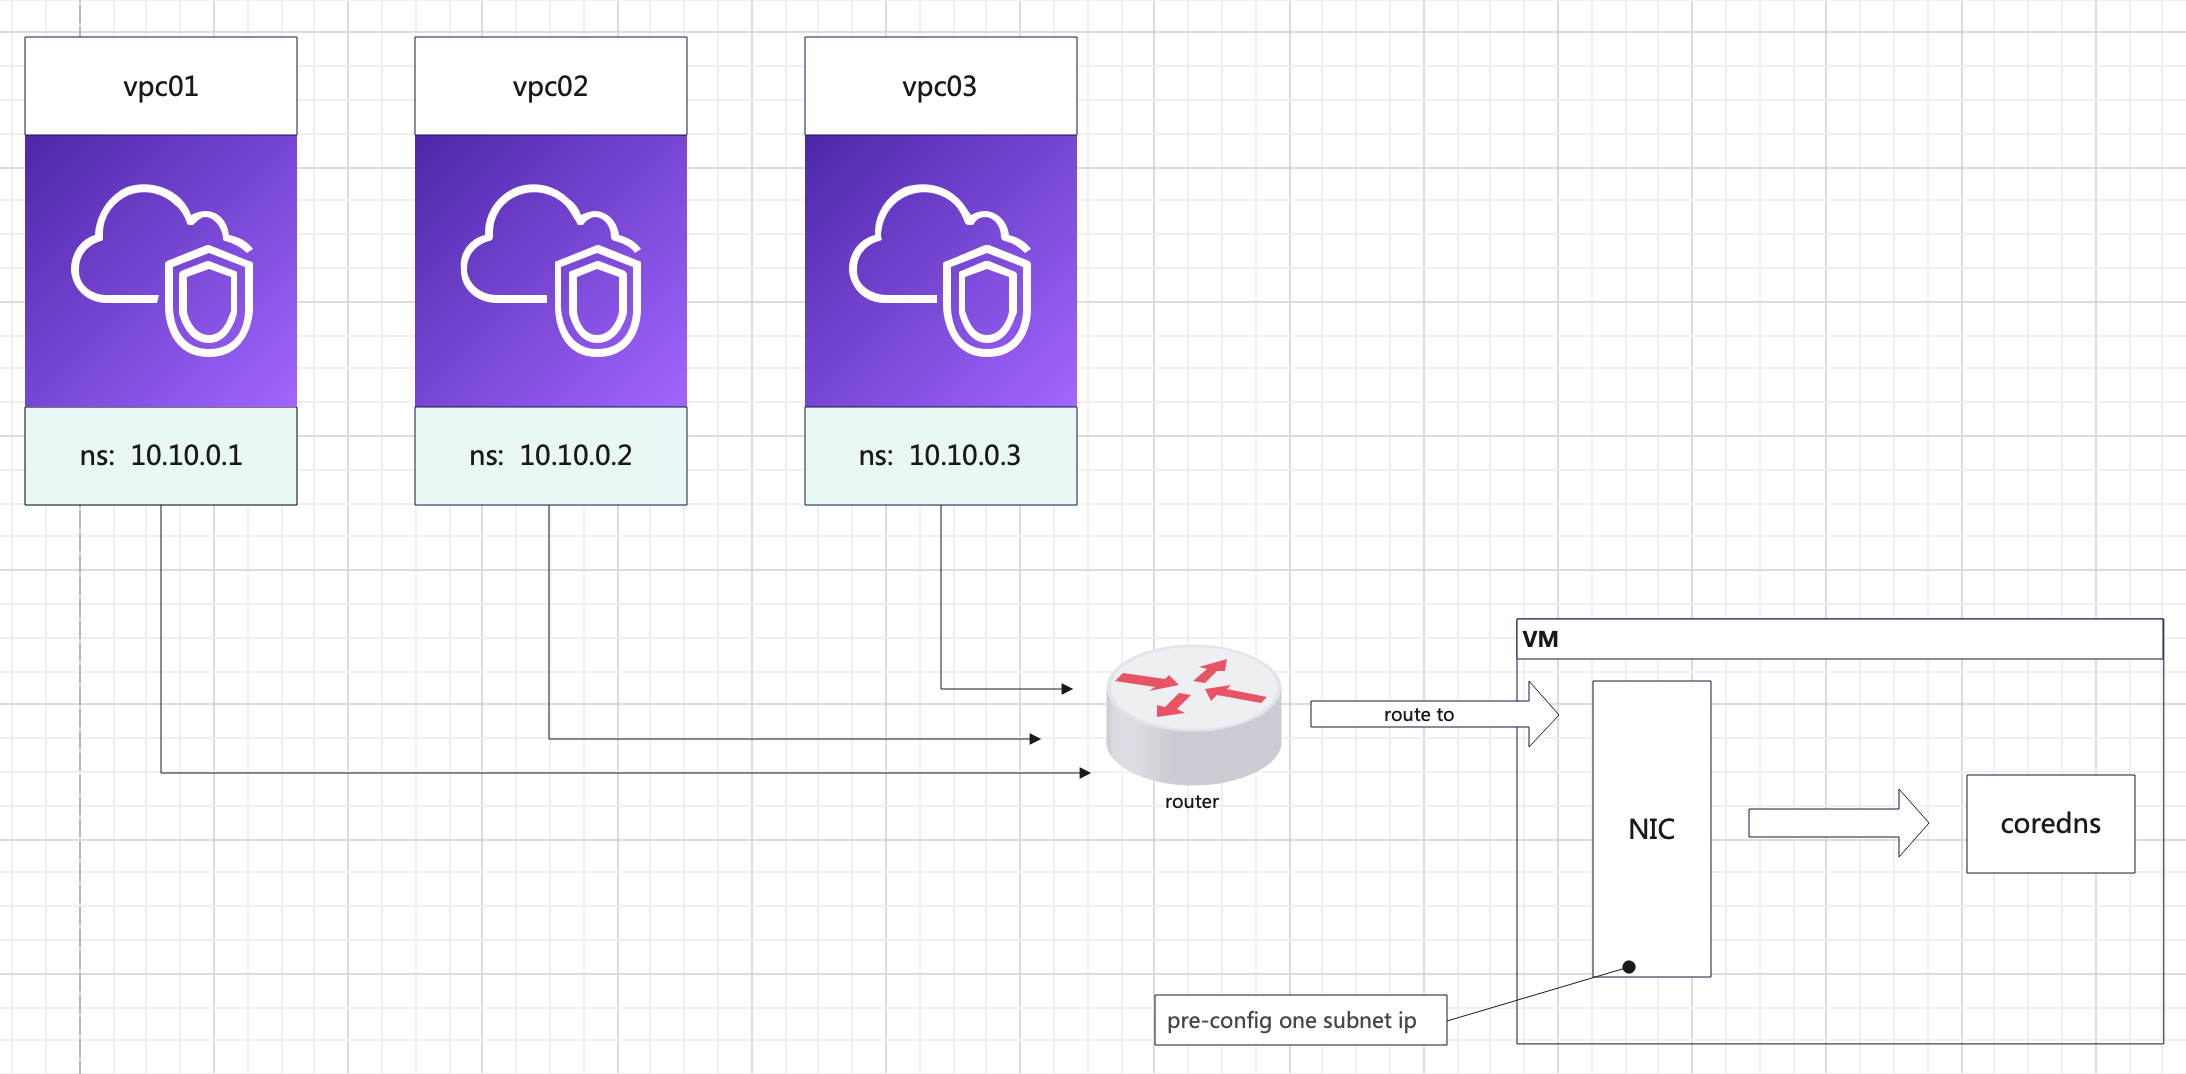 vpc01
vpc02
vpc03
ns: 10.10.0.1
ns: 10.10.0.2
ns: 10.10.0.3
VM
route to
router
NIC
coredns
pre-config one subnet ip